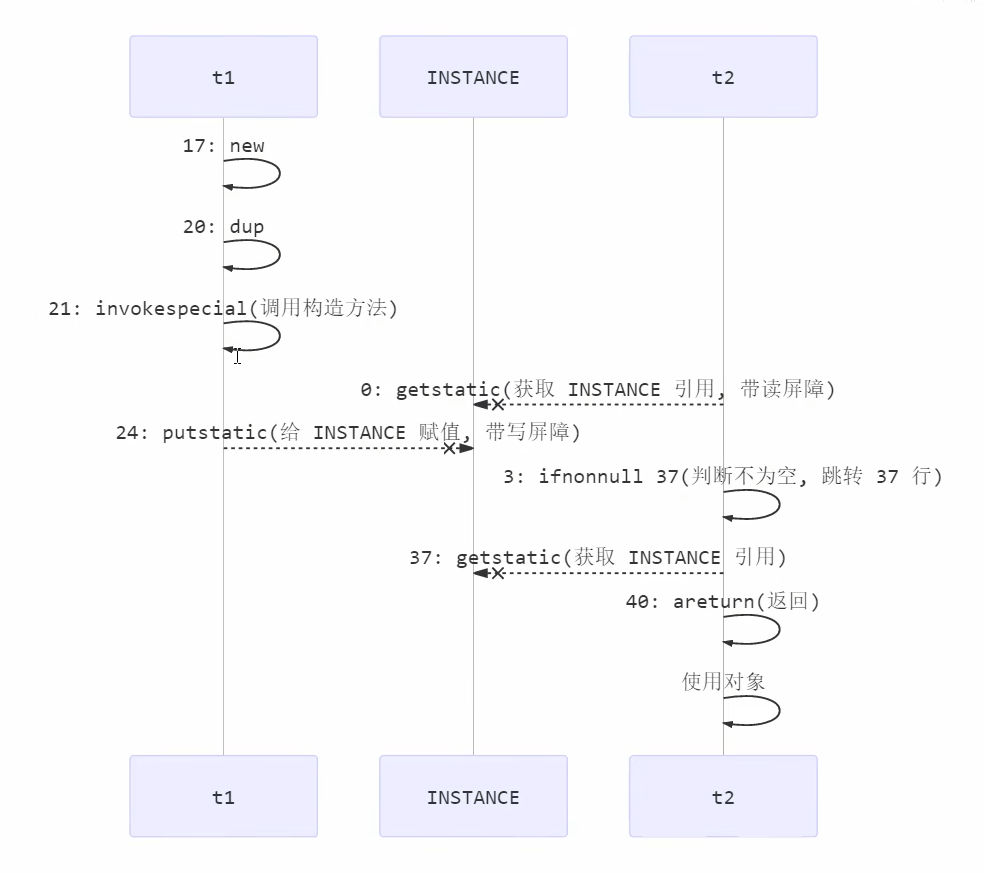 t1
INSTANCE
t2
17: new
20: dup
21: invokespecial(调用构造方法)
0: getstatic(获取 INSTANCE 引用, 带读屏障)
24: putstatic(给 INSTANCE 赋值, 带写屏障)
3: ifnonnull 37(判断不为空, 跳转 37 行)
37: getstatic(获取 INSTANCE 引用)
40: areturn(返回)
使用对象
t1
INSTANCE
t2